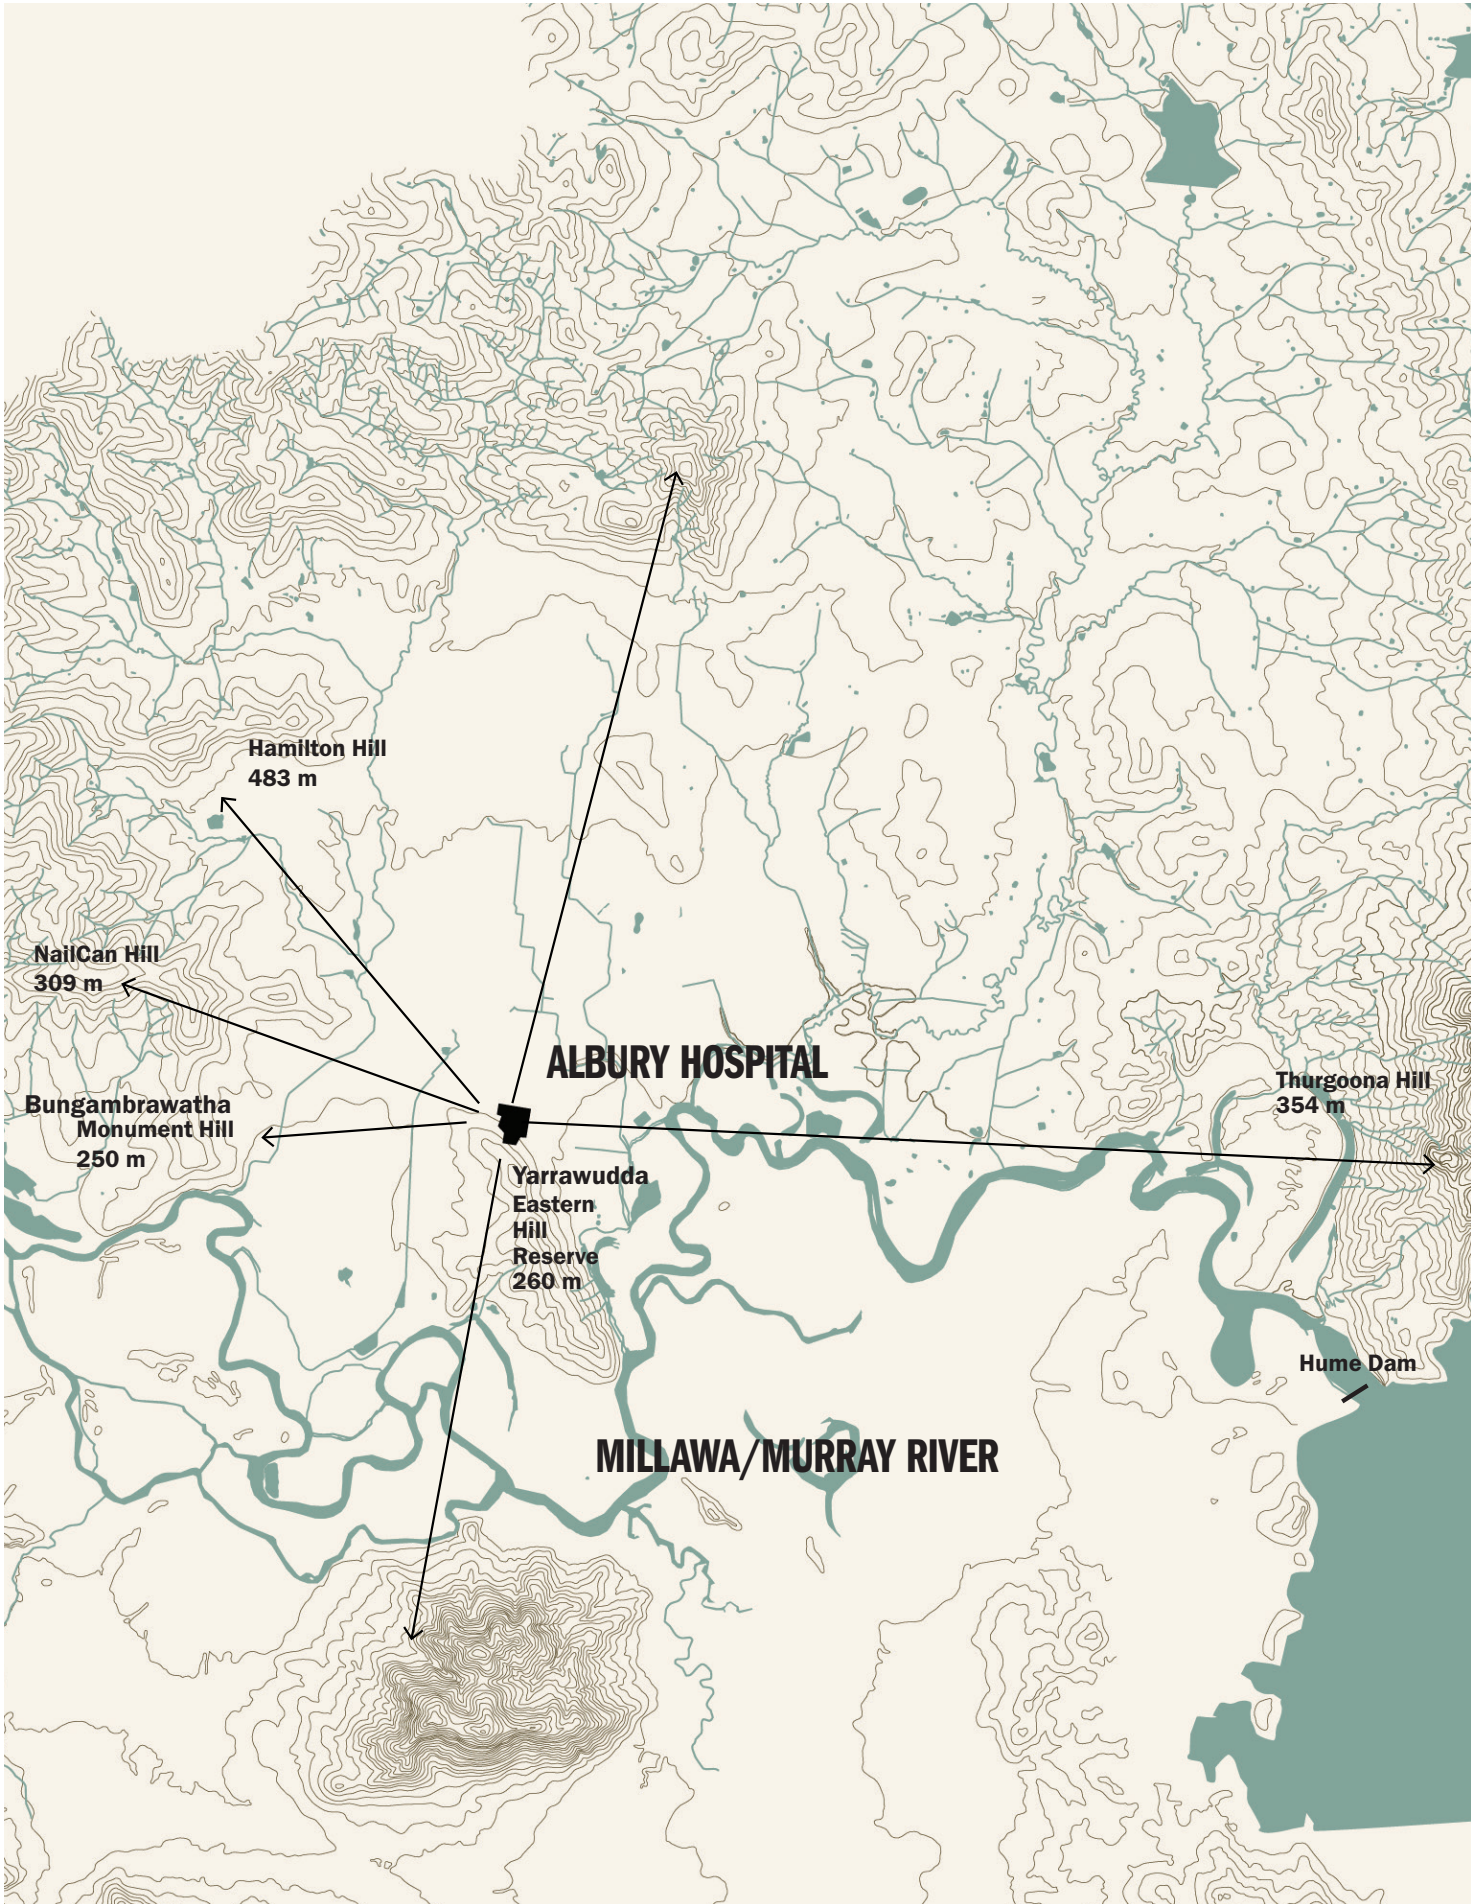 Hamilton Hill
483 m
NailCan Hill
309 m
ALBURY HOSPITAL
Thurgoona Hill
354 m
Bungambrawatha
Monument Hill
250 m
Yarrawudda
Eastern
Hill
Reserve
260 m
Hume Dam
MILLAWA/MURRAY RIVER